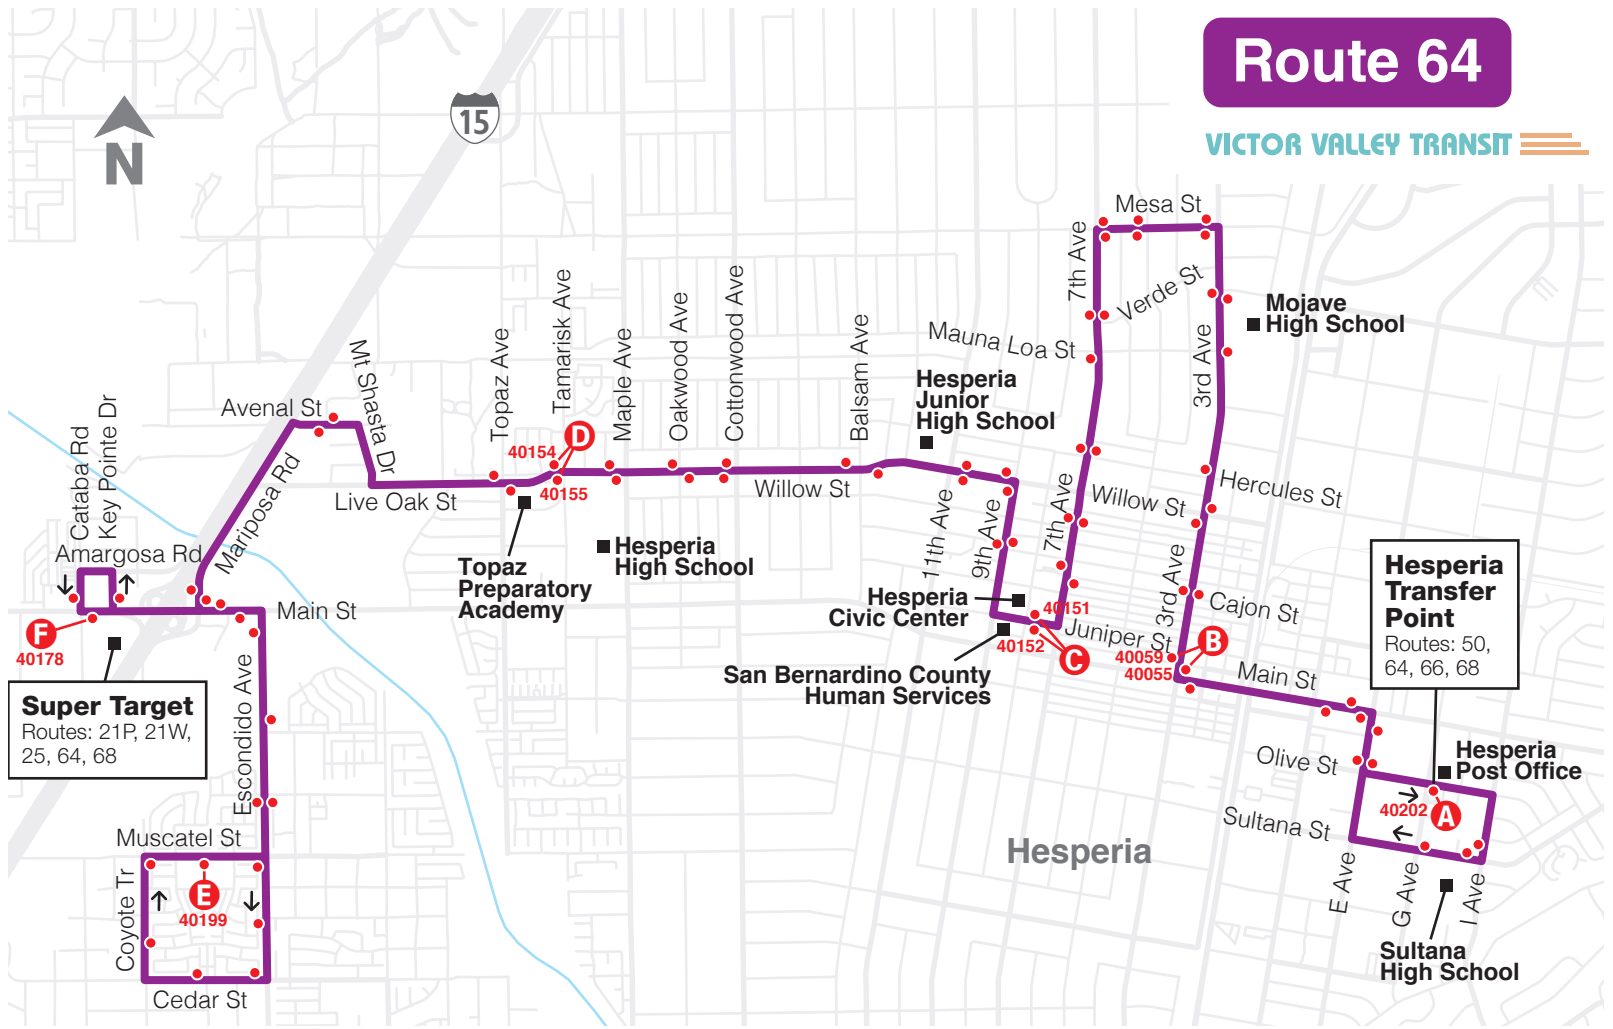 Route 64
VICTOR VALLEY TRANSIT
15
N
Mesa St
7th Ave
Verde St
3rd Ave
Mojave
High School
Mauna Loa St
Hesperia
Junior
High School
Mt Shasta Dr
Avenal St
Topaz Ave
Tamarisk Ave
Maple Ave
Oakwood Ave
Cottonwood Ave
Balsam Ave
Cataba Rd
Key Pointe Dr
Mariposa Rd
Amargosa Rd
Live Oak St
40154
D
40155
Willow St
11th Ave
9th Ave
7th Ave
Willow St
Hercules St
3rd Ave
Cajon St
Topaz
Preparatory
Academy
Hesperia
High School
Hesperia
Civic Center
40151
40152
C
Juniper St
San Bernardino County
Human Services
40059
40055
B
Main St
Hesperia
Transfer
Point
Routes: 50,
64, 66, 68
Main St
F
40178
Super Target
Routes: 21P, 21W,
25, 64, 68
Escondido Ave
Muscatel St
Coyote Tr
E
40199
Cedar St
Olive St
Hesperia
Post Office
40202
A
Sultana St
Hesperia
E Ave
G Ave
I Ave
Sultana
High School